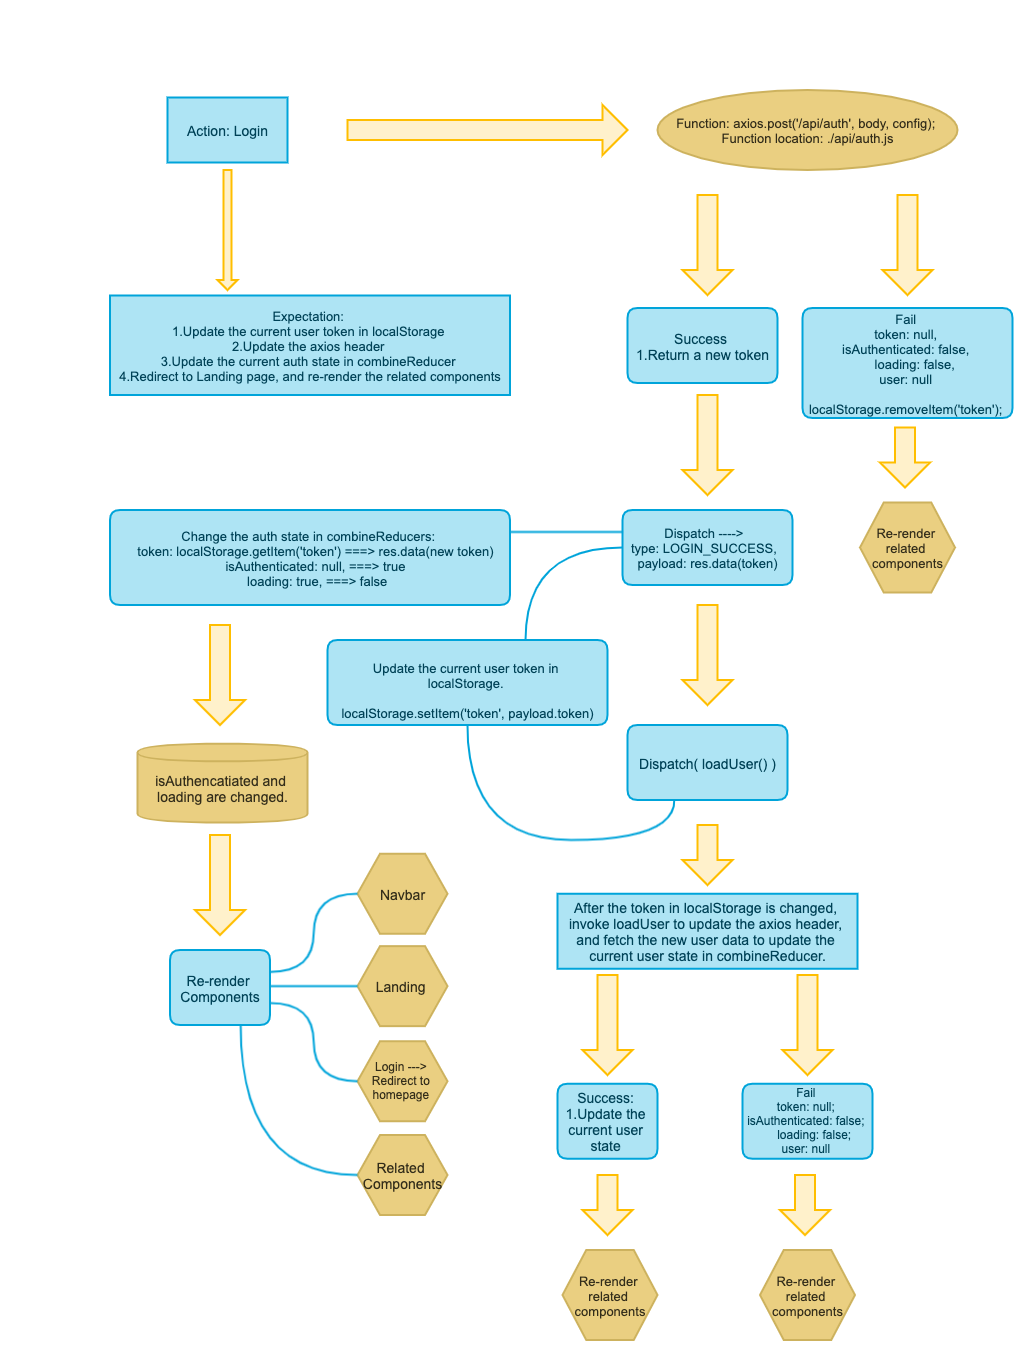 Action: Login
Function: axios.post('/api/auth', body, config);
Function location: ./api/auth.js
Expectation:
1.Update the current user token in localStorage
2.Update the axios header
3.Update the current auth state in combineReducer
4.Redirect to Landing page, and re-render the related components
Success
1.Return a new token
Fail
token: null,
isAuthenticated: false,
loading: false,
user: null
localStorage.removeItem('token');
Change the auth state in combineReducers:
token: localStorage.getItem('token') ===> res.data(new token)
isAuthenticated: null, ===> true
loading: true, ===> false
Dispatch ---->
type: LOGIN_SUCCESS,
payload: res.data(token)
Re-render
related
components
Update the current user token in
localStorage.
localStorage.setItem('token', payload.token)
Dispatch( loadUser() )
isAuthencatiated and
loading are changed.
Navbar
After the token in localStorage is changed,
invoke loadUser to update the axios header,
and fetch the new user data to update the
current user state in combineReducer.
Re-render
Components
Landing
Login --->
Redirect to
homepage
Related
Components
Success:
1.Update the
current user
state
Fail
token: null;
isAuthenticated: false;
loading: false;
user: null
Re-render
related
components
Re-render
related
components